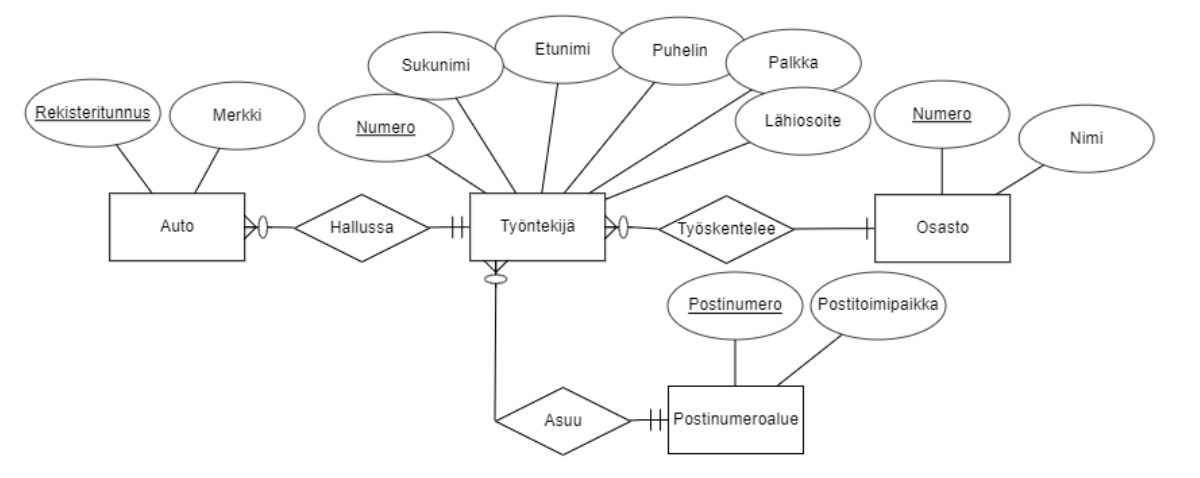 Etunimi
Puhelin
Sukunimi
Palkka
Rekisteritunnus
Merkki
Numero
Lähiosoite
Numero
Nimi
Auto
Hallussa
Työntekijä
Työskentelee
Osasto
Postinumero
Postitoimipaikka
Asuu
Postinumeroalue